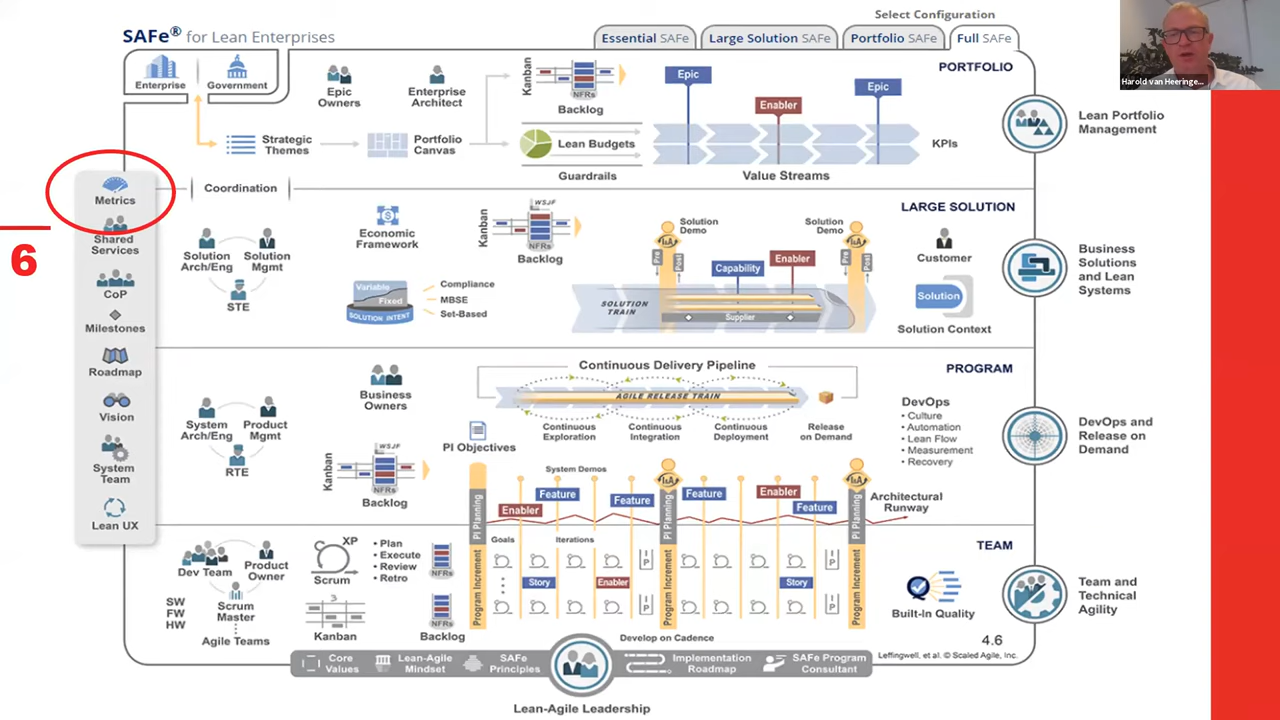 Select Configuration
SAFe® for Lean Enterprises
Essential SAFe
Large Solution SAFe
Portfolio SAFe
Full SAFe
Harold van Heeringe...
Enterprise
Government
PORTFOLIO
Epic
Owners
Enterprise
Architect
Kanban
NFRs
Backlog
Epic
Enabler
Epic
Lean Portfolio
Management
Strategic
Themes
Portfolio
Canvas
Lean Budgets
Guardrails
KPIs
Value Streams
Metrics
Coordination
LARGE SOLUTION
Shared
Services
CoP
Milestones
Roadmap
Vision
System
Team
Lean UX
6
Solution
Arch/Eng
Solution
Mgmt
STE
Economic
Framework
Variable
Fixed
SOLUTION INTENT
Compliance
MBSE
Set-Based
Kanban
WSJF
NFRs
Backlog
Solution
Demo
I&A
Pre
Post
Solution
Demo
I&A
Pre
Post
Capability
Enabler
SOLUTION
TRAIN
Supplier
Customer
Solution
Solution Context
Business
Solutions
and Lean
Systems
PROGRAM
Continuous Delivery Pipeline
AGILE RELEASE TRAIN
Continuous
Exploration
Continuous
Integration
Continuous
Deployment
Release
on Demand
Business
Owners
System
Arch/Eng
Product
Mgmt
RTE
PI Objectives
Kanban
WSJF
NFRs
Backlog
DevOps
• Culture
• Automation
• Lean Flow
• Measurement
• Recovery
DevOps and
Release on
Demand
System Demos
Enabler
Feature
Feature
I&A
Feature
Enabler
Feature
I&A
Architectural
Runway
PI Planning
PI Planning
PI Planning
TEAM
Dev Team
Product
Owner
Scrum
Master
SW
FW
HW
Agile Teams
XP
Scrum
• Plan
• Execute
• Review
• Retro
NFRs
3
Kanban
NFRs
Backlog
Goals
Iterations
Program Increment
Program Increment
Program Increment
Story
Enabler
Story
I P
I P
I P
I P
Built-In Quality
Team and
Technical
Agility
Develop on Cadence
4.6
Leffingwell, et al. © Scaled Agile, Inc.
Core
Values
Lean-Agile
Mindset
SAFe
Principles
Implementation
Roadmap
SAFe Program
Consultant
Lean-Agile Leadership